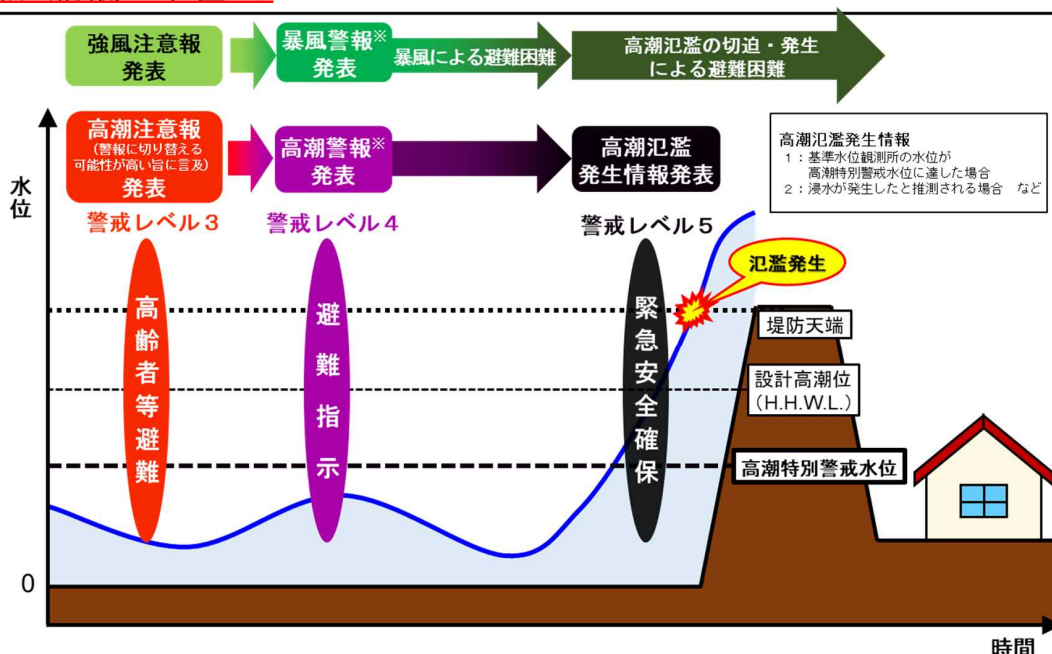 強風注意報
発表
暴風警報※
発表
暴風による避難困難
高潮氾濫の切迫・発生
による避難困難
高潮注意報
(警報に切り替える
可能性が高い旨に言及)
発表
高潮警報※
発表
高潮氾濫
発生情報発表
高潮氾濫発生情報
1:基準水位観測所の水位が
高潮特別警戒水位に達した場合
2:浸水が発生したと推測される場合 など
水位
警戒レベル3
警戒レベル4
警戒レベル5
高齢者等避難
避難指示
緊急安全確保
氾濫発生
堤防天端
設計高潮位
(H.H.W.L.)
高潮特別警戒水位
0
時間